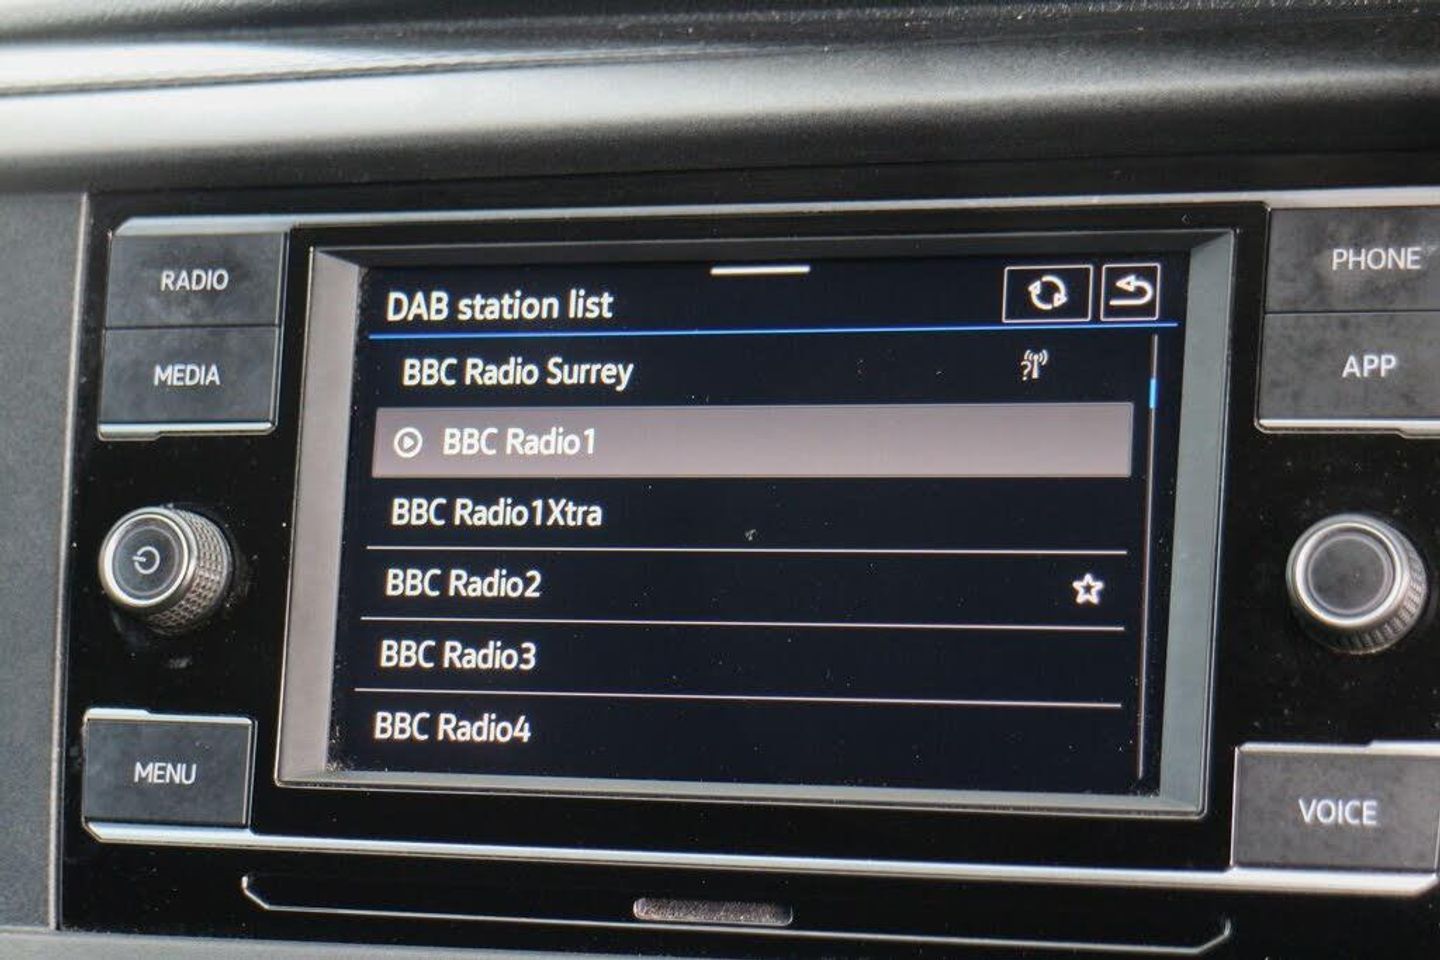 RADIO
MEDIA
MENU
DAB station list
BBC Radio Surrey
BBC Radio1
BBC Radio1Xtra
BBC Radio2
BBC Radio3
BBC Radio4
PHONE
APP
VOICE